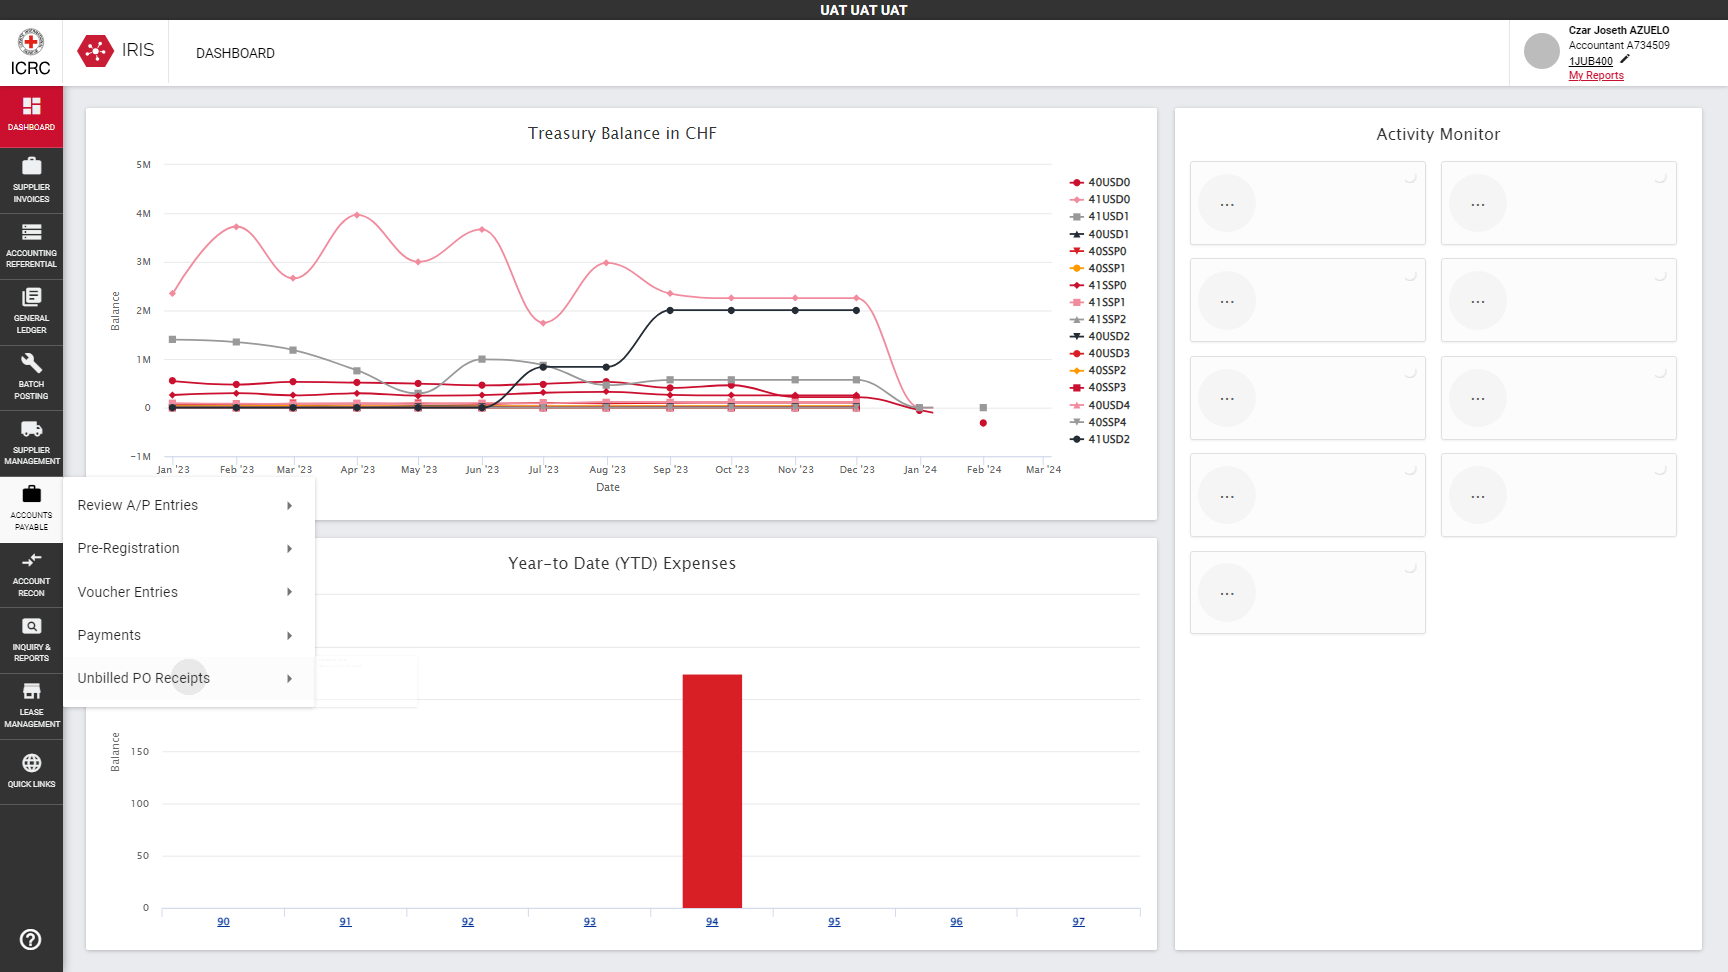 UAT UAT UAT
ICRC
IRIS
DASHBOARD
Czar Joseth AZUELO
Accountant A734509
1JUB400
My Reports
DASHBOARD
SUPPLIER
INVOICES
ACCOUNTING
REFERENTIAL
GENERAL
LEDGER
BATCH
POSTING
SUPPLIER
MANAGEMENT
ACCOUNTS
PAYABLE
ACCOUNT
RECON
INQUIRY &
REPORTS
LEASE
MANAGEMENT
QUICK LINKS
Review A/P Entries
Pre-Registration
Voucher Entries
Payments
Unbilled PO Receipts
Treasury Balance in CHF
Balance
5M
4M
3M
2M
1M
0
−1M
Jan '23
Feb '23
Mar '23
Apr '23
May '23
Jun '23
Jul '23
Aug '23
Sep '23
Oct '23
Nov '23
Dec '23
Jan '24
Feb '24
Mar '24
Date
40USD0
41USD0
41USD1
40USD1
40SSP0
40SSP1
41SSP0
41SSP1
41SSP2
40USD2
40USD3
40SSP2
40SSP3
40USD4
40SSP4
41USD2
Year-to Date (YTD) Expenses
Balance
150
100
50
0
90
91
92
93
94
95
96
97
Activity Monitor
...
...
...
...
...
...
...
...
...